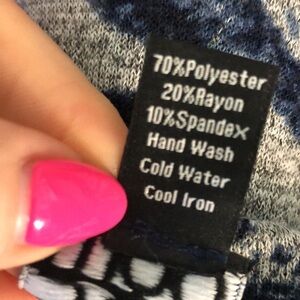 70%Polyester
20%Rayon
10%Spandex
Hand Wash
Cold Water
Cool Iron